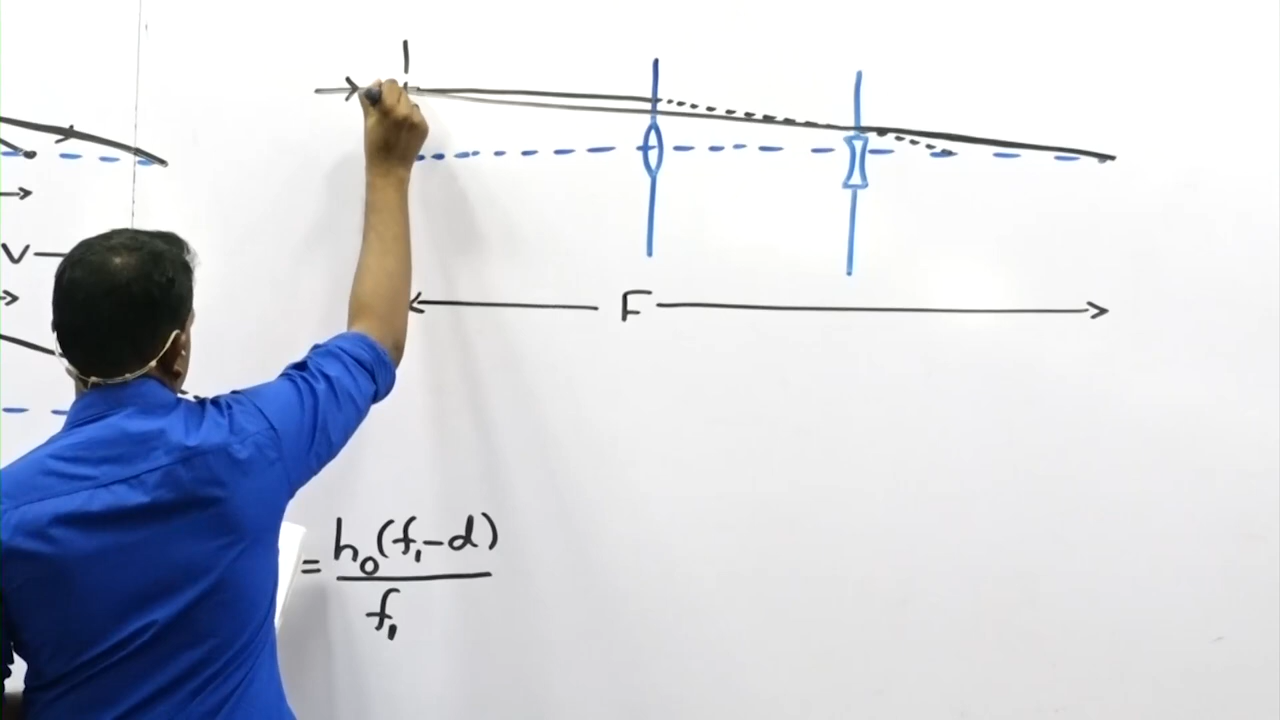 V
F
= h₀(f₁-d)
f₁